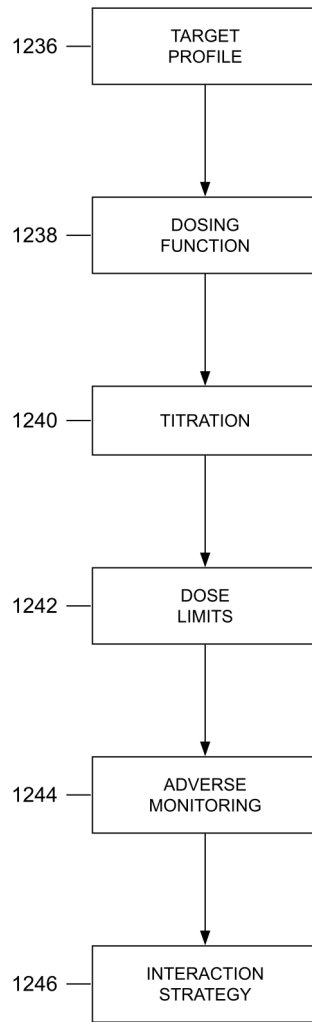 1236
TARGET
PROFILE
1238
DOSING
FUNCTION
1240
TITRATION
1242
DOSE
LIMITS
1244
ADVERSE
MONITORING
1246
INTERACTION
STRATEGY